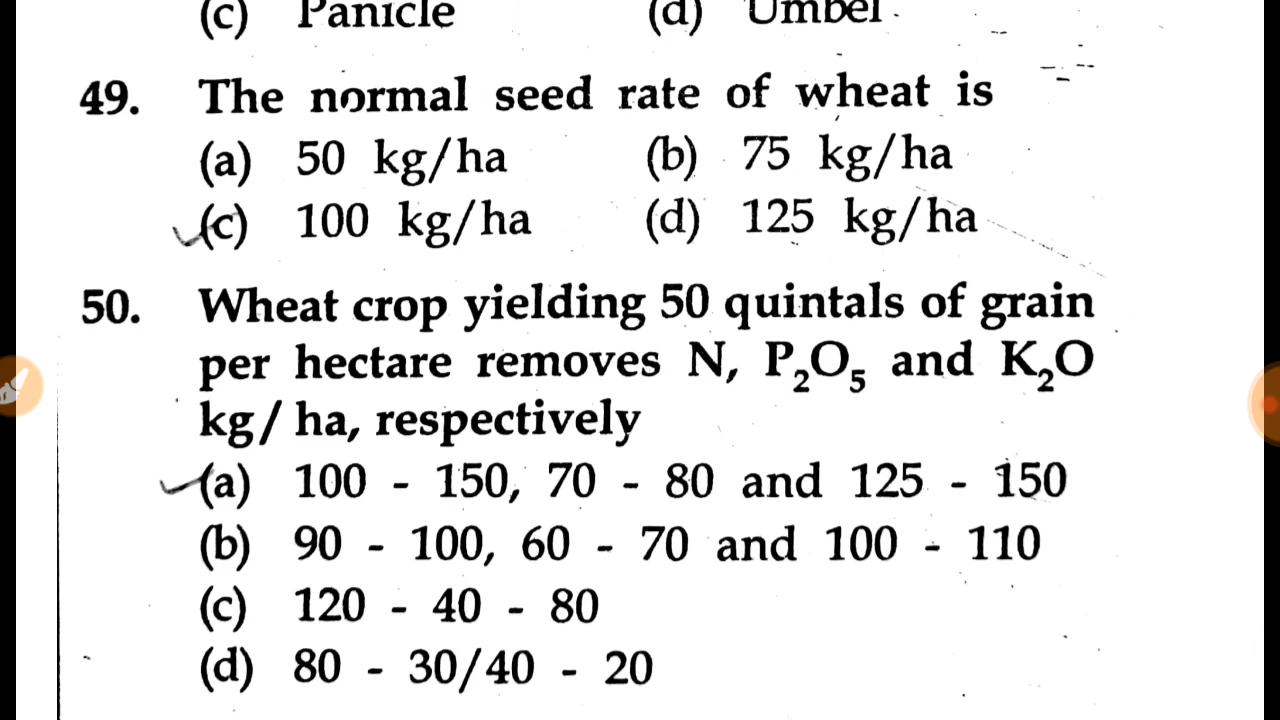 (c) Panicle (d) Umbel
49. The normal seed rate of wheat is
(a) 50 kg/ha (b) 75 kg/ha
(c) 100 kg/ha (d) 125 kg/ha
50. Wheat crop yielding 50 quintals of grain
per hectare removes N, P₂O₅ and K₂O
kg/ ha, respectively
(a) 100 - 150, 70 - 80 and 125 - 150
(b) 90 - 100, 60 - 70 and 100 - 110
(c) 120 - 40 - 80
(d) 80 - 30/40 - 20